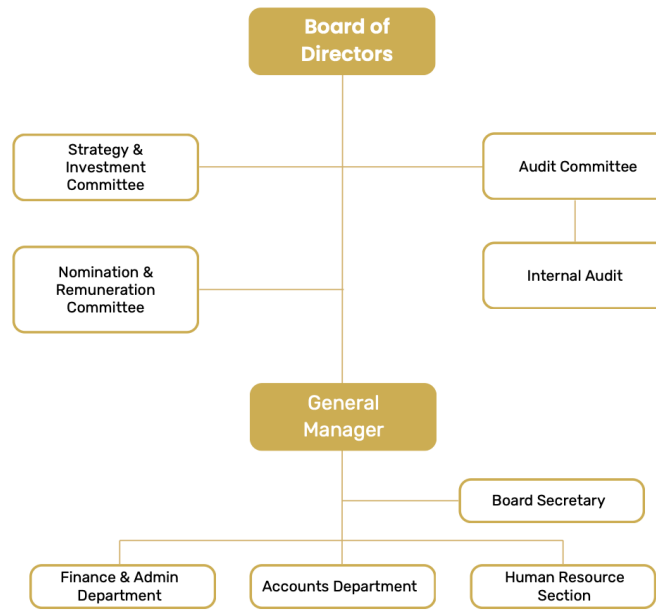 Board of
Directors
Strategy &
Investment
Committee
Audit Committee
Nomination &
Remuneration
Committee
Internal Audit
General
Manager
Board Secretary
Finance & Admin
Department
Accounts Department
Human Resource
Section